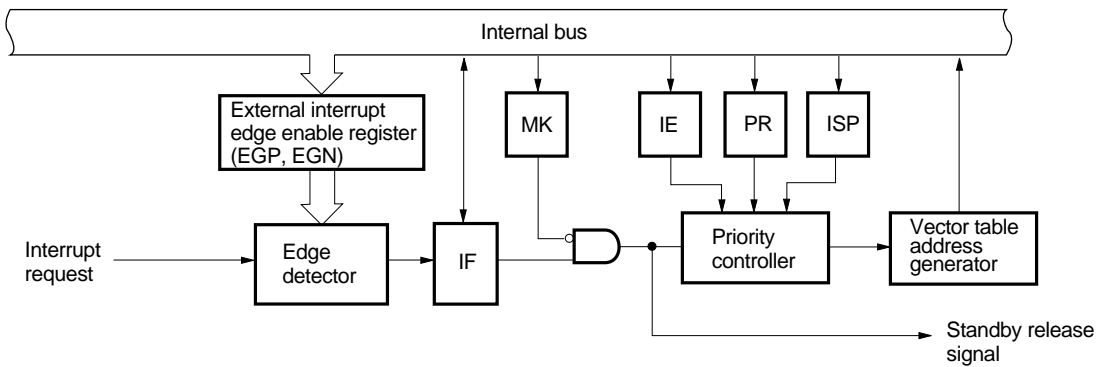 Internal bus
External interrupt
edge enable register
(EGP, EGN)
MK
IE
PR
ISP
Interrupt
request
Edge
detector
IF
Priority
controller
Vector table
address
generator
Standby release
signal